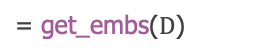 = get_embs(D)